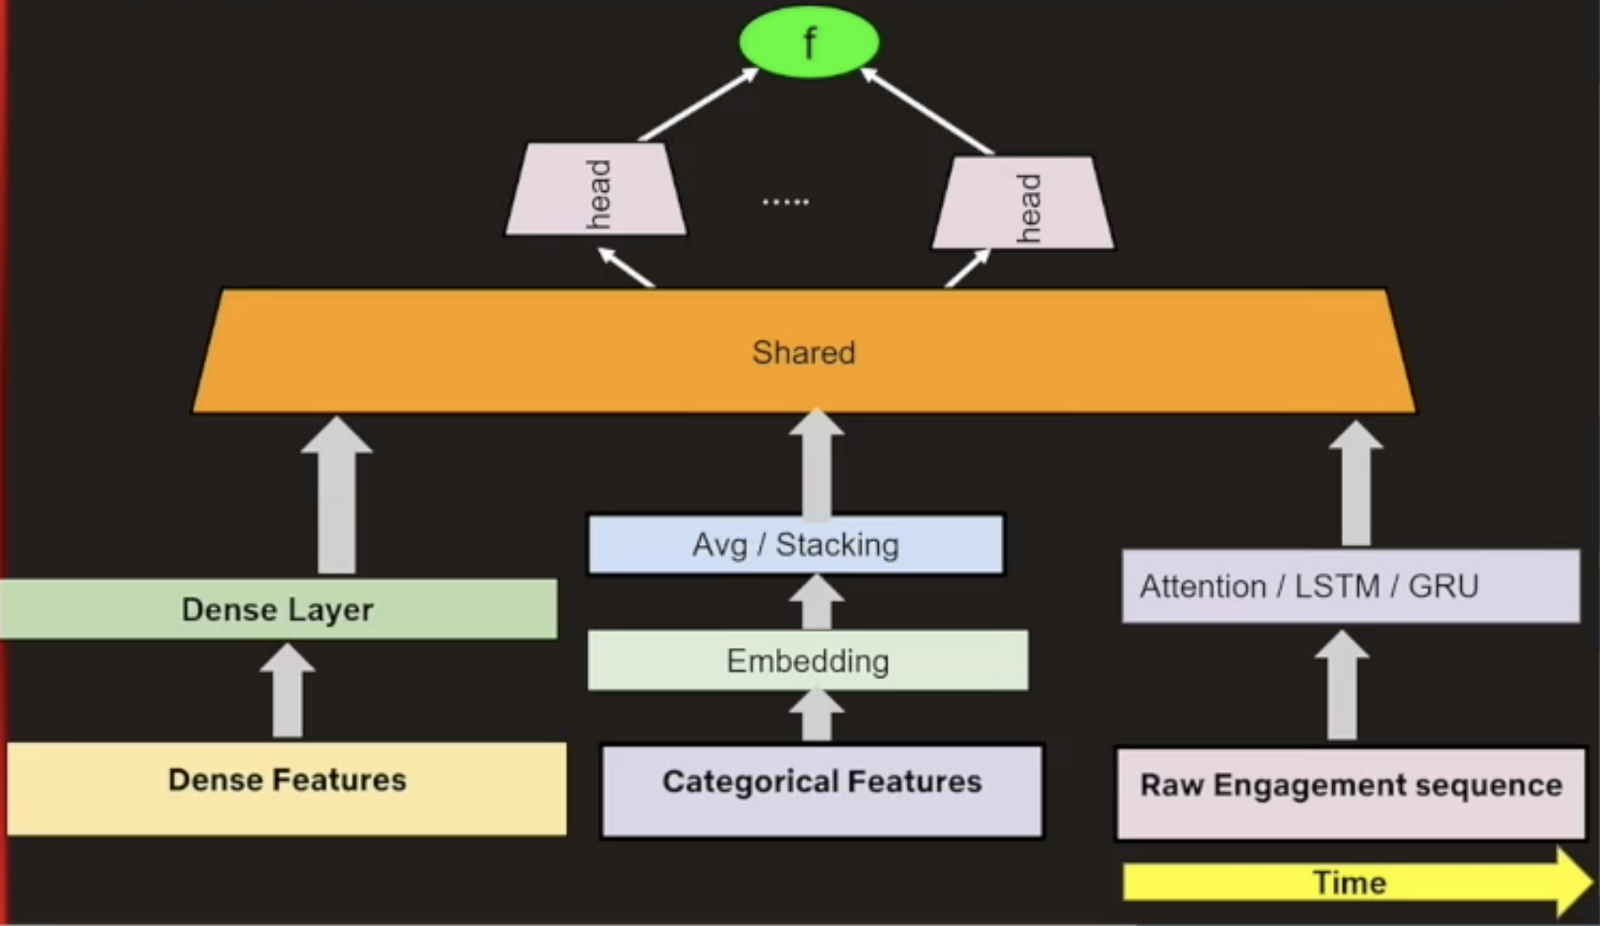 f
head
.....
head
Shared
Avg / Stacking
Attention / LSTM / GRU
Dense Layer
Embedding
Dense Features
Categorical Features
Raw Engagement sequence
Time